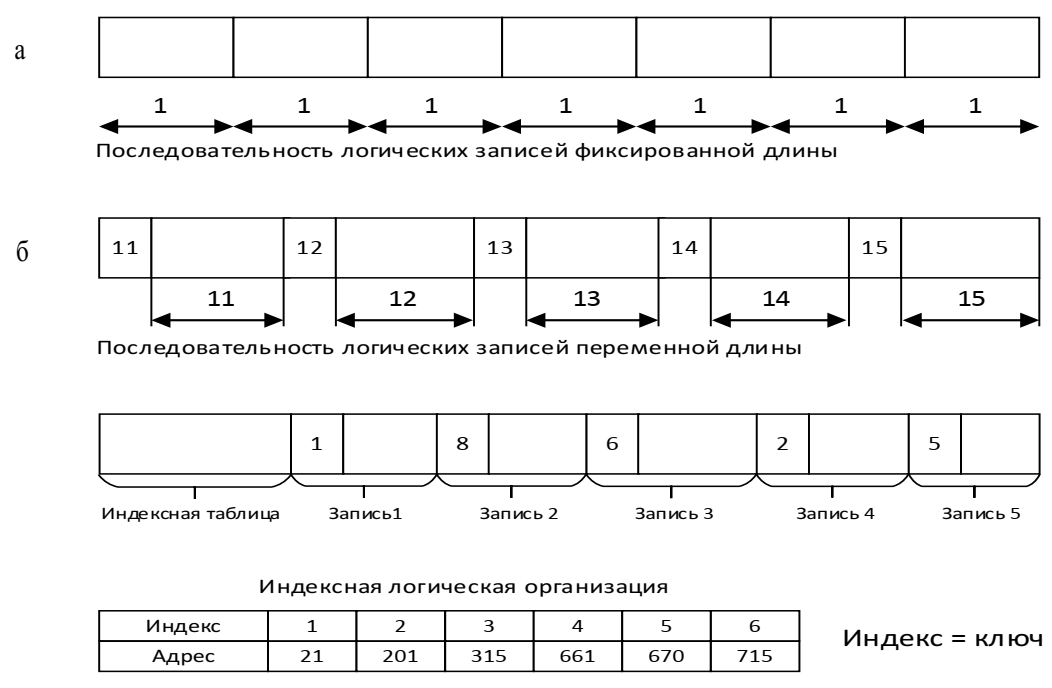 а
1 1 1 1 1 1 1
Последовательность логических записей фиксированной длины
б
11 12 13 14 15
11 12 13 14 15
Последовательность логических записей переменной длины
1 8 6 2 5
Индексная таблица Запись1 Запись 2 Запись 3 Запись 4 Запись 5
Индексная логическая организация
Индекс 1 2 3 4 5 6
Адрес 21 201 315 661 670 715
Индекс = ключ